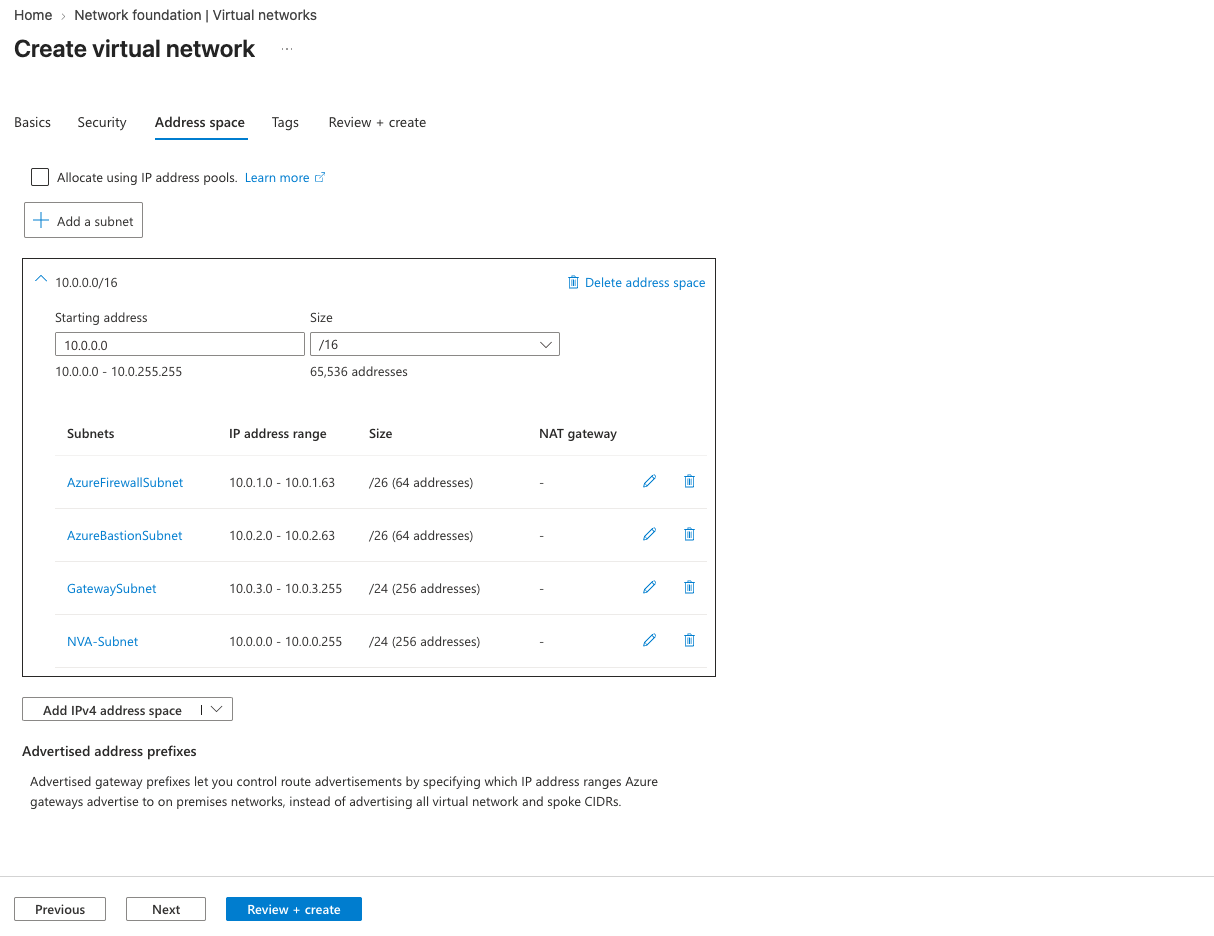 Home > Network foundation | Virtual networks
Create virtual network ...
Basics Security Address space Tags Review + create
Allocate using IP address pools. Learn more
Add a subnet
10.0.0.0/16 Delete address space
Starting address Size
10.0.0.0 /16
10.0.0.0 - 10.0.255.255 65,536 addresses
Subnets IP address range Size NAT gateway
AzureFirewallSubnet 10.0.1.0 - 10.0.1.63 /26 (64 addresses) -
AzureBastionSubnet 10.0.2.0 - 10.0.2.63 /26 (64 addresses) -
GatewaySubnet 10.0.3.0 - 10.0.3.255 /24 (256 addresses) -
NVA-Subnet 10.0.0.0 - 10.0.0.255 /24 (256 addresses) -
Add IPv4 address space |
Advertised address prefixes
Advertised gateway prefixes let you control route advertisements by specifying which IP address ranges Azure
gateways advertise to on premises networks, instead of advertising all virtual network and spoke CIDRs.
Previous Next Review + create